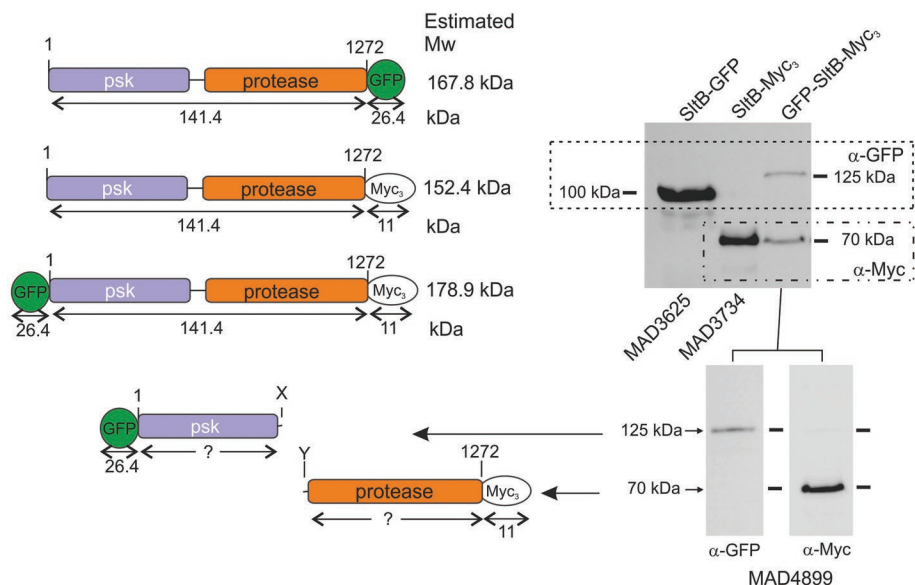 Estimated
Mw
1
1272
psk
protease
GFP
167.8 kDa
141.4
26.4
kDa
1
1272
psk
protease
Myc₃
152.4 kDa
141.4
11
kDa
1
1272
GFP
psk
protease
Myc₃
178.9 kDa
26.4
141.4
11
kDa
1
X
GFP
psk
26.4
?
Y
1272
protease
Myc₃
?
11
SltB-GFP
SltB-Myc₃
GFP-SltB-Myc₃
α-GFP
125 kDa
100 kDa
70 kDa
α-Myc
MAD3625
MAD3734
125 kDa
70 kDa
α-GFP
α-Myc
MAD4899